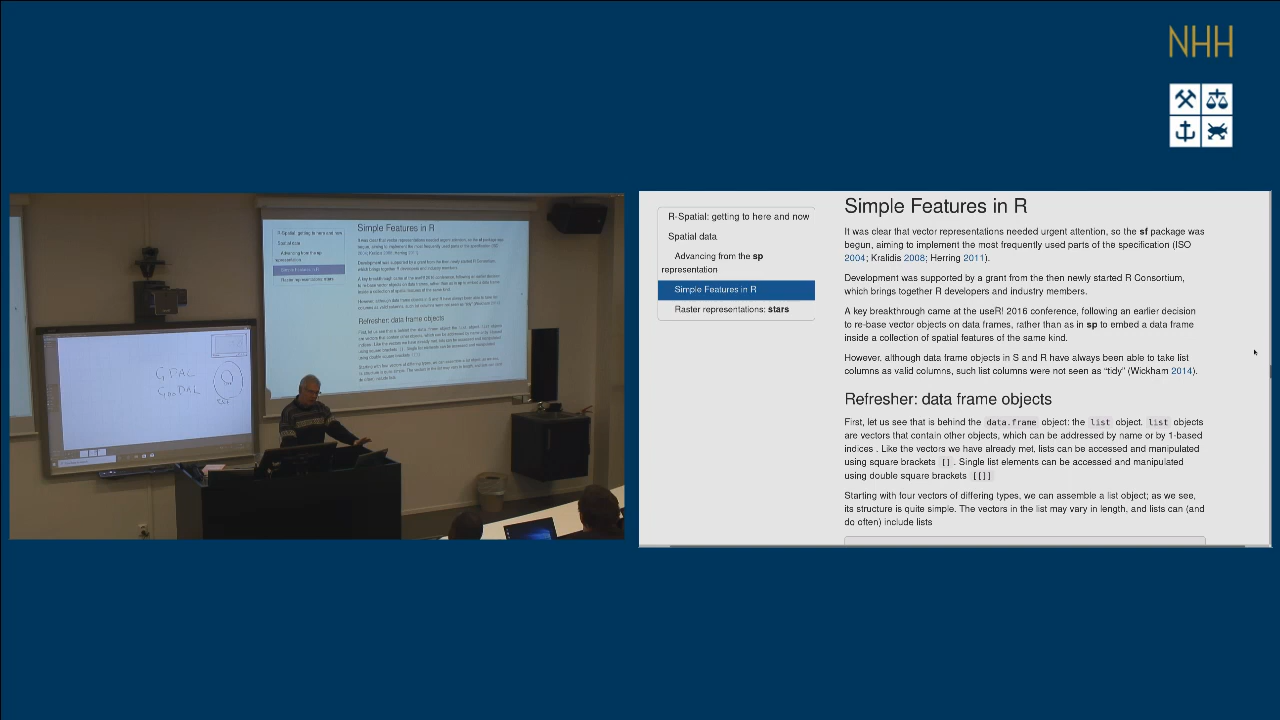 NHH
R-Spatial: getting to here and now
Spatial data
Advancing from the sp
representation
Simple Features in R
Raster representations: stars
Simple Features in R
It was clear that vector representations needed urgent attention, so the sf package was
begun, aiming to implement the most frequently used parts of the specification (ISO
2004; Kralidis 2008; Herring 2011).
Development was supported by a grant from the then newly started R Consortium,
which brings together R developers and industry members.
A key breakthrough came at the useR! 2016 conference, following an earlier decision
to re-base vector objects on data frames, rather than as in sp to embed a data frame
inside a collection of spatial features of the same kind.
However, although data frame objects in S and R have always been able to take list
columns as valid columns, such list columns were not seen as “tidy” (Wickham 2014).
Refresher: data frame objects
First, let us see that is behind the data.frame object: the list object. list objects
are vectors that contain other objects, which can be addressed by name or by 1-based
indices . Like the vectors we have already met, lists can be accessed and manipulated
using square brackets []. Single list elements can be accessed and manipulated
using double square brackets [[]]
Starting with four vectors of differing types, we can assemble a list object; as we see,
its structure is quite simple. The vectors in the list may vary in length, and lists can (and
do often) include lists
Simple Features in R
Refresher: data frame objects